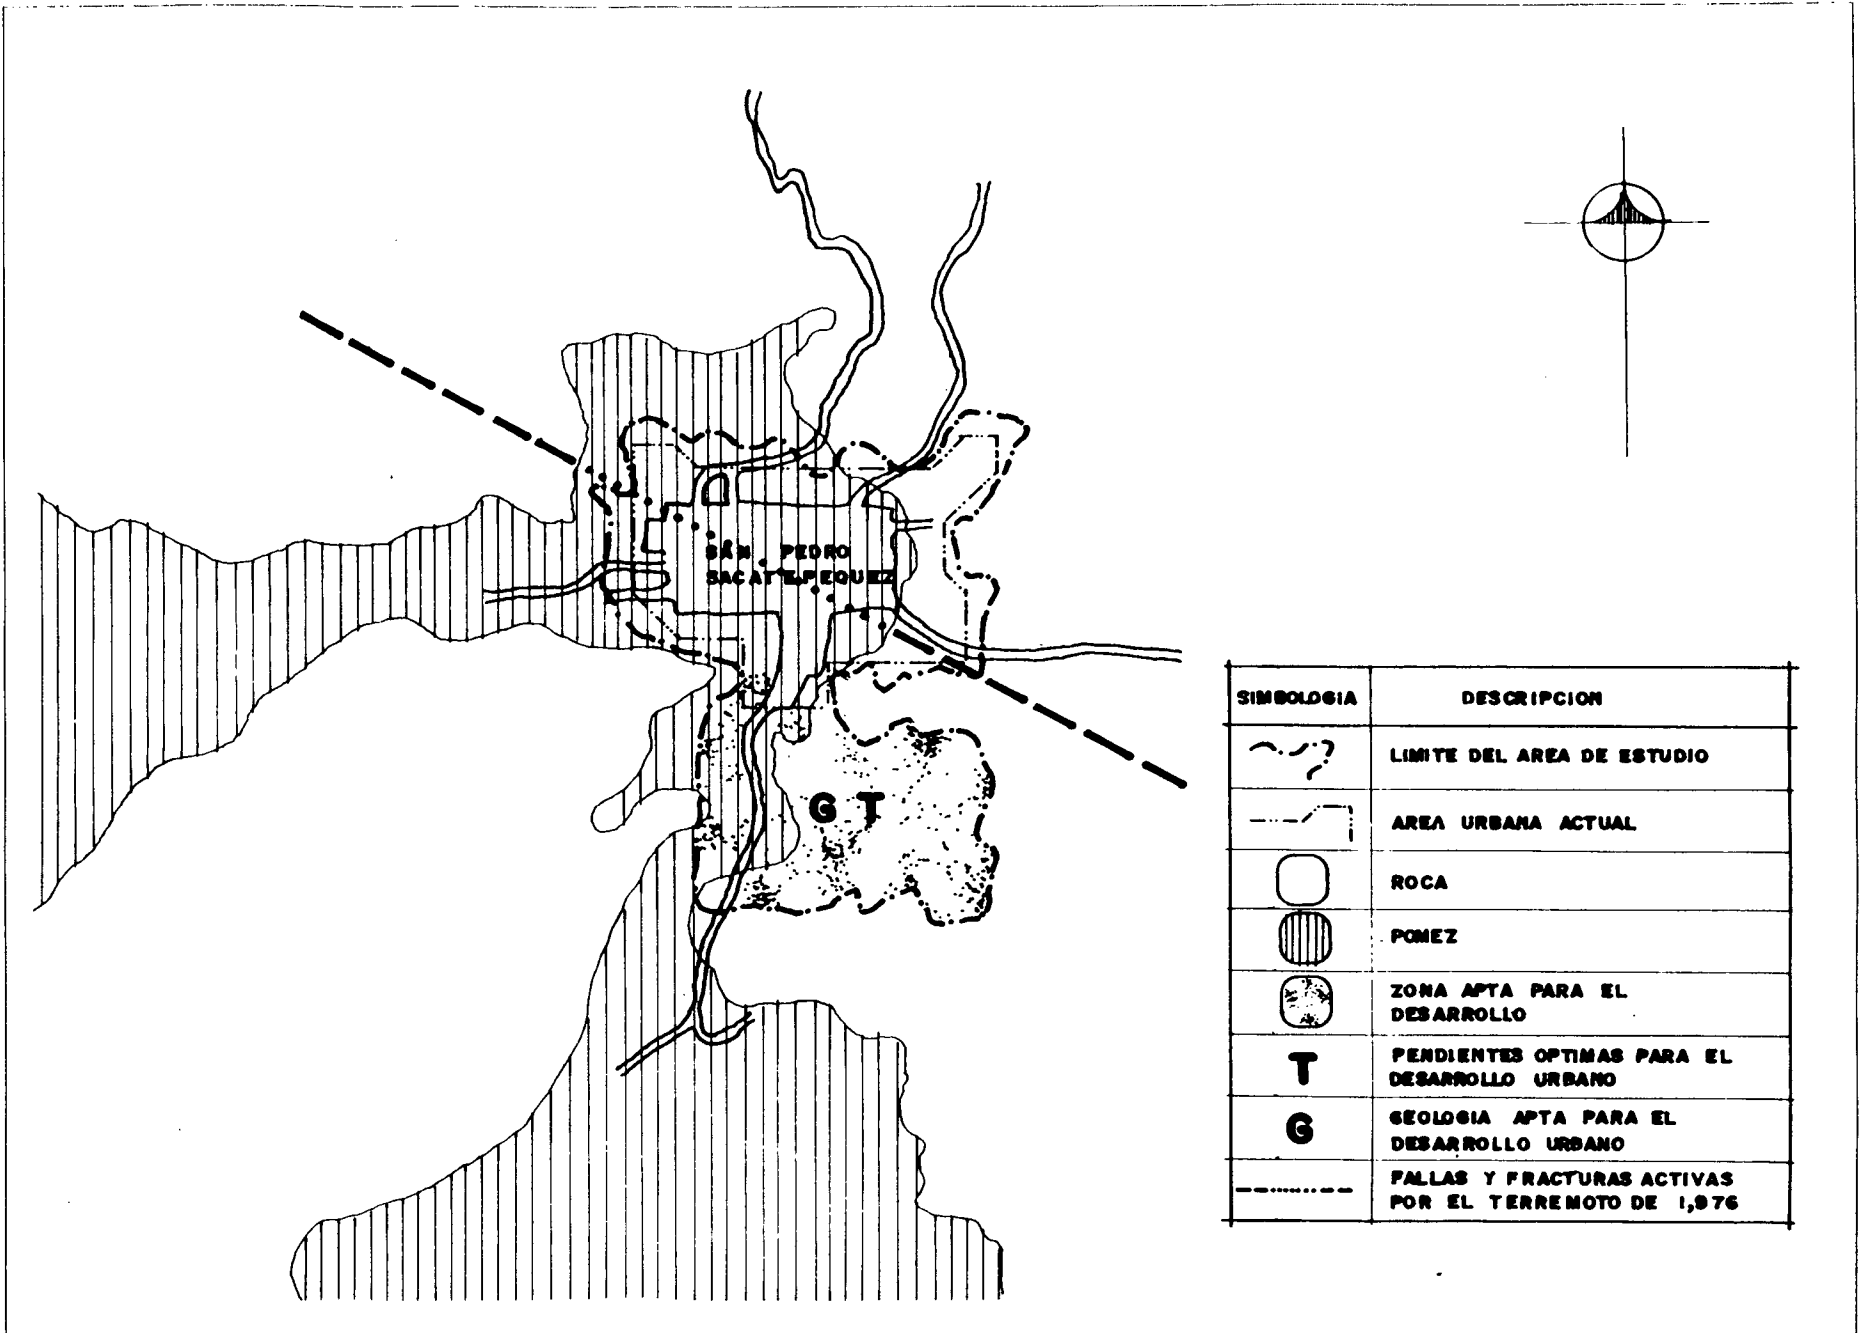 SAN PEDRO
SACATEPEQUEZ
G T
SIMBOLOGIA DESCRIPCION
LIMITE DEL AREA DE ESTUDIO
AREA URBANA ACTUAL
ROCA
POMEZ
ZONA APTA PARA EL
DESARROLLO
T PENDIENTES OPTIMAS PARA EL
DESARROLLO URBANO
G GEOLOGIA APTA PARA EL
DESARROLLO URBANO
FALLAS Y FRACTURAS ACTIVAS
POR EL TERREMOTO DE 1,976